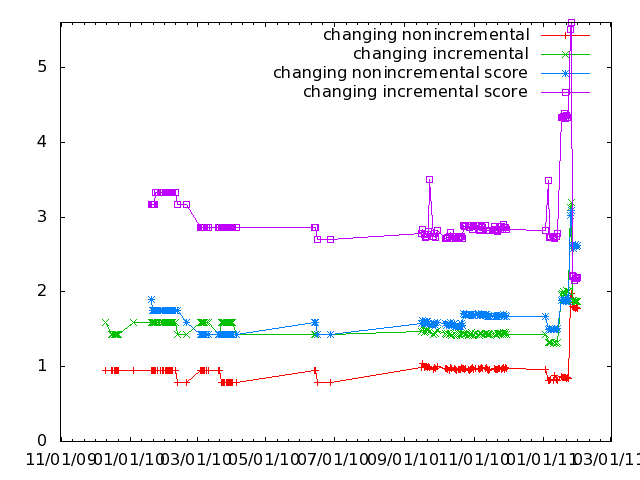 changing nonincremental
changing incremental
changing nonincremental score
changing incremental score
5
4
3
2
1
0
11/01/09 01/01/10 03/01/10 05/01/10 07/01/10 09/01/10 11/01/10 01/01/11 03/01/11